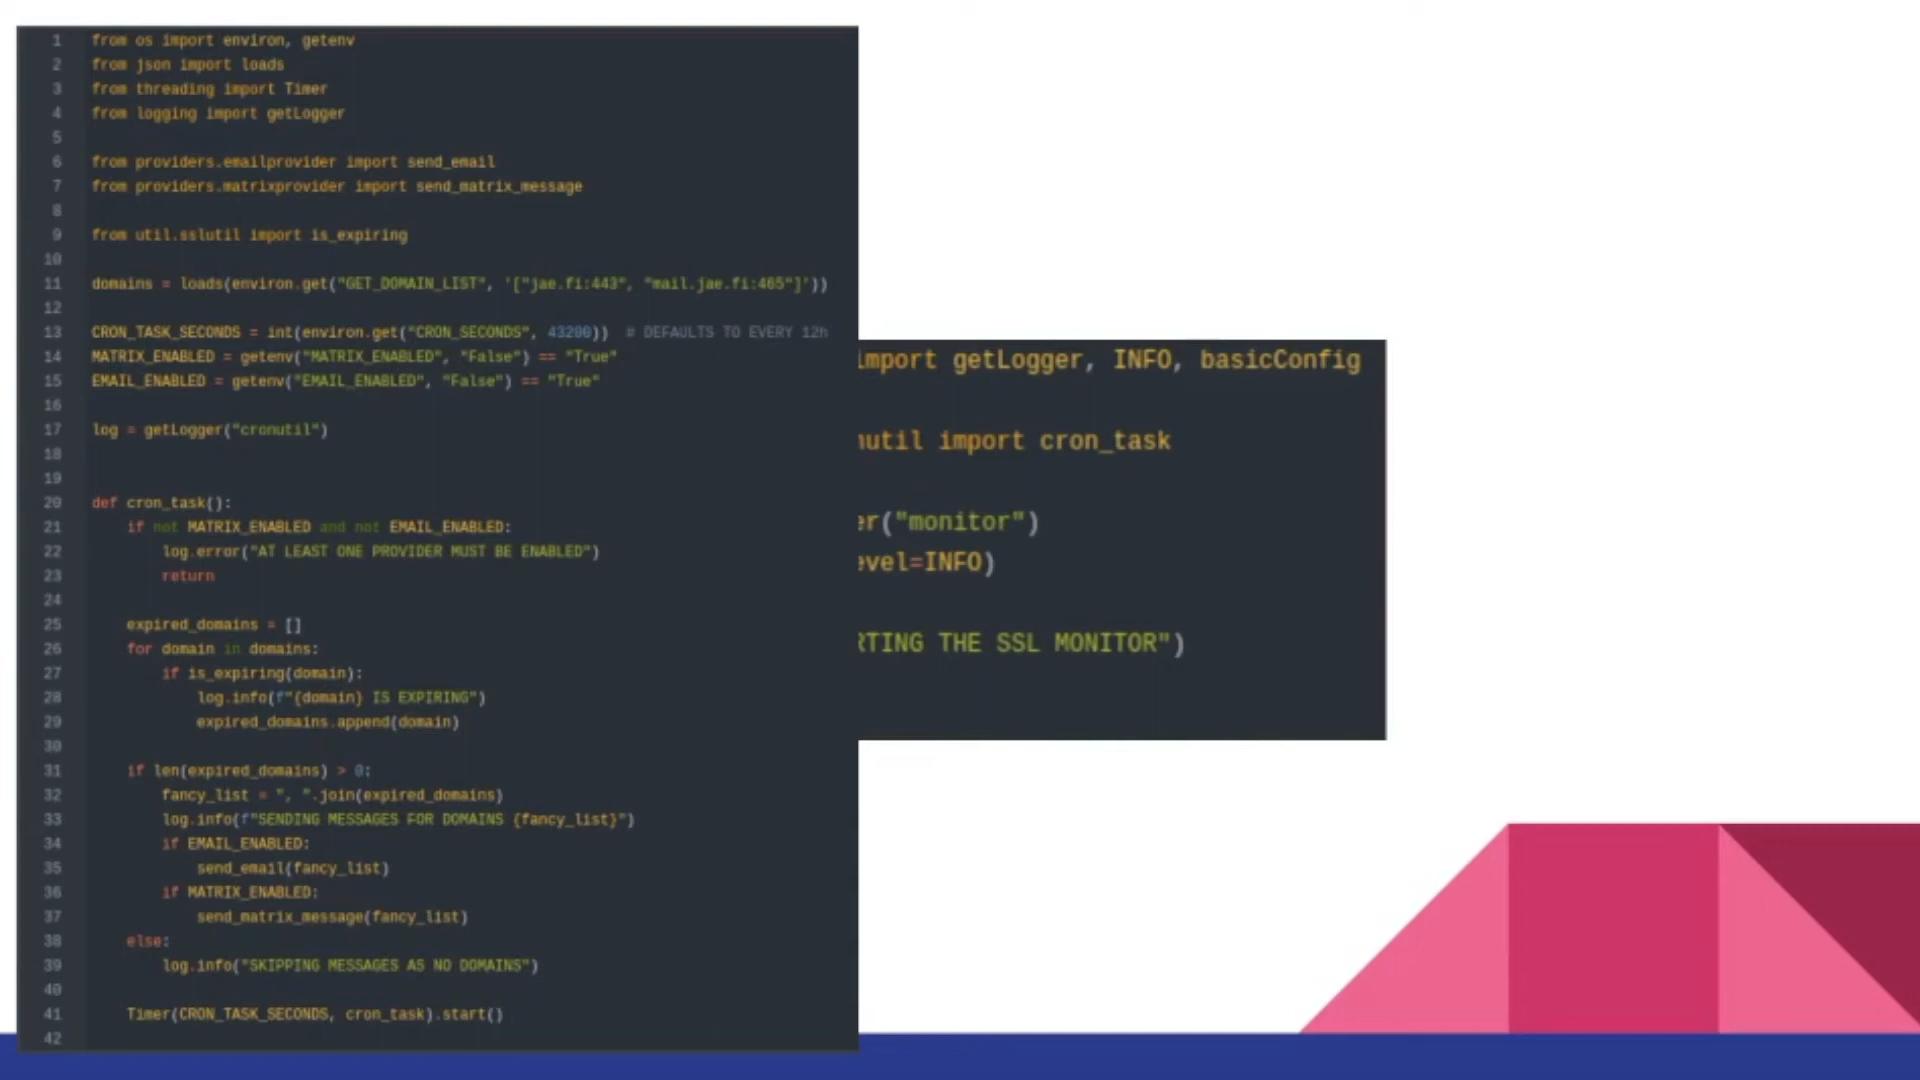 1 from os import environ, getenv
2 from json import loads
3 from threading import Timer
4 from logging import getLogger
5
6 from providers.emailprovider import send_email
7 from providers.matrixprovider import send_matrix_message
8
9 from util.sslutil import is_expiring
10
11 domains = loads(environ.get("GET_DOMAIN_LIST", '["jae.fi:443", "mail.jae.fi:465"]'))
12
13 CRON_TASK_SECONDS = int(environ.get("CRON_SECONDS", 43200)) # DEFAULTS TO EVERY 12h
14 MATRIX_ENABLED = getenv("MATRIX_ENABLED", "False") == "True"
15 EMAIL_ENABLED = getenv("EMAIL_ENABLED", "False") == "True"
16
17 log = getLogger("cronutil")
18
19
20 def cron_task():
21     if not MATRIX_ENABLED and not EMAIL_ENABLED:
22         log.error("AT LEAST ONE PROVIDER MUST BE ENABLED")
23         return
24
25     expired_domains = []
26     for domain in domains:
27         if is_expiring(domain):
28             log.info(f"{domain} IS EXPIRING")
29             expired_domains.append(domain)
30
31     if len(expired_domains) > 0:
32         fancy_list = ", ".join(expired_domains)
33         log.info(f"SENDING MESSAGES FOR DOMAINS {fancy_list}")
34         if EMAIL_ENABLED:
35             send_email(fancy_list)
36         if MATRIX_ENABLED:
37             send_matrix_message(fancy_list)
38     else:
39         log.info("SKIPPING MESSAGES AS NO DOMAINS")
40
41     Timer(CRON_TASK_SECONDS, cron_task).start()
42
import getLogger, INFO, basicConfig
nutil import cron_task
er("monitor")
evel=INFO)
RTING THE SSL MONITOR")